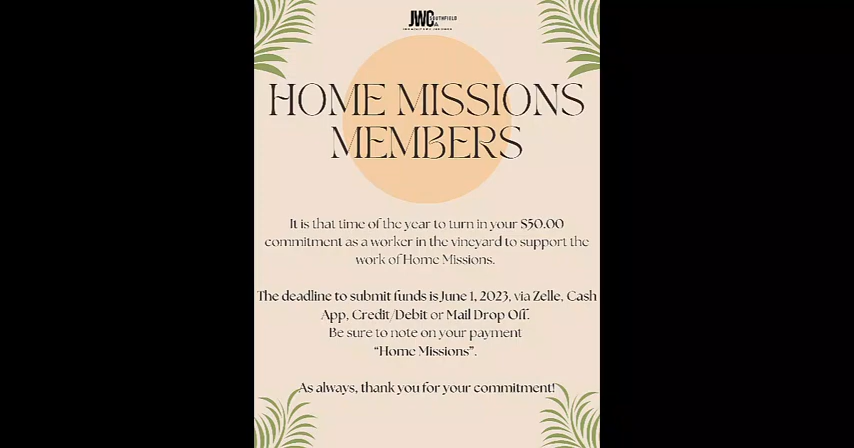 JWC SOUTHFIELD
HOME MISSIONS
MEMBERS
It is that time of the year to turn in your $50.00
commitment as a worker in the vineyard to support the
work of Home Missions.
The deadline to submit funds is June 1, 2023, via Zelle, Cash
App, Credit/Debit or Mail Drop Off.
Be sure to note on your payment
“Home Missions”.
As always, thank you for your commitment!